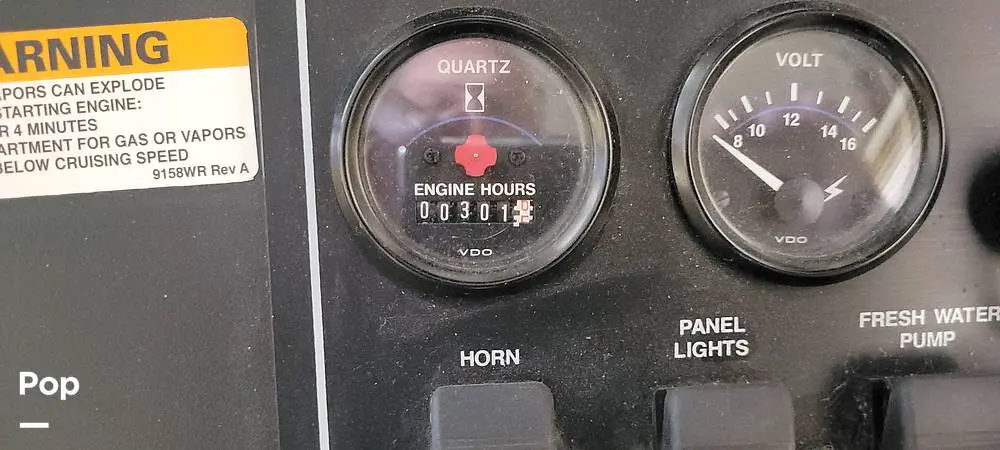 ARNING
APORS CAN EXPLODE
STARTING ENGINE:
R 4 MINUTES
ARTMENT FOR GAS OR VAPORS
BELOW CRUISING SPEED
9158WR Rev A
QUARTZ
ENGINE HOURS
00301
VDO
VOLT
8 10 12 14 16
VDO
HORN
PANEL
LIGHTS
FRESH WATER
PUMP
Pop